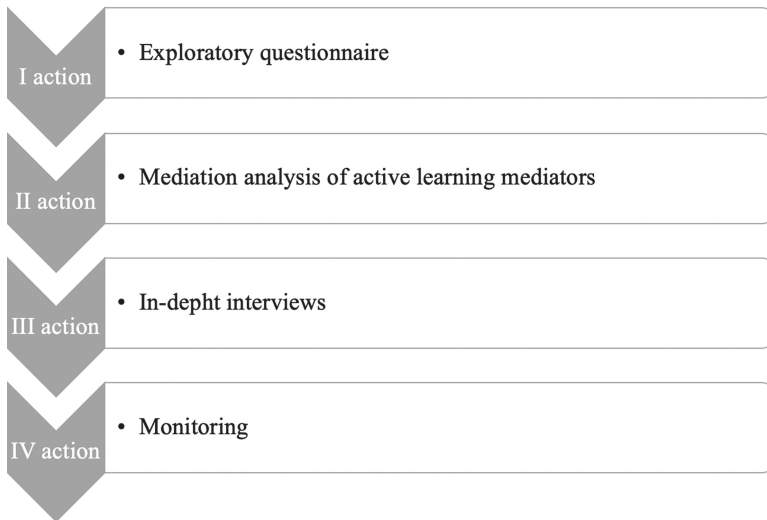 I action
• Exploratory questionnaire
II action
• Mediation analysis of active learning mediators
III action
• In-depht interviews
IV action
• Monitoring